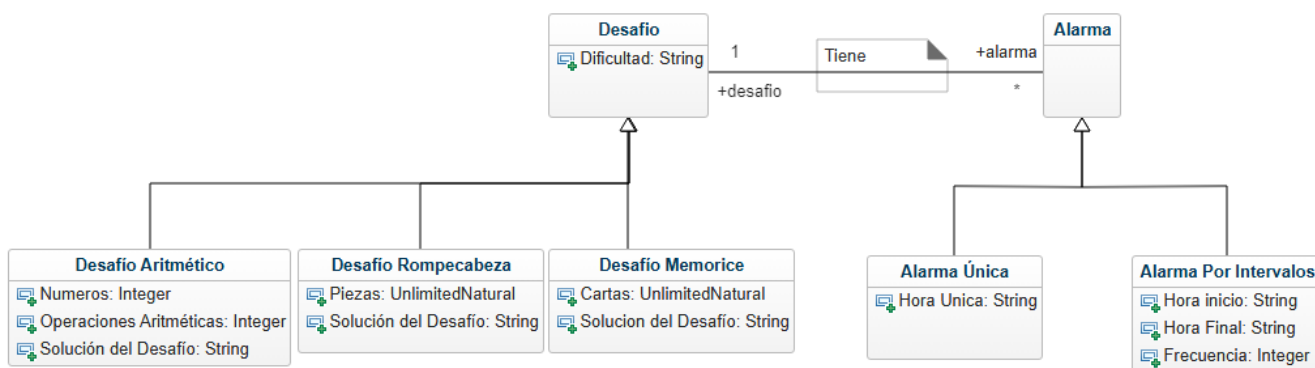 Desafio
Dificultad: String
1
+desafio
Tiene
+alarma
*
Alarma
Desafío Aritmético
Numeros: Integer
Operaciones Aritméticas: Integer
Solución del Desafío: String
Desafío Rompecabeza
Piezas: UnlimitedNatural
Solución del Desafío: String
Desafío Memorice
Cartas: UnlimitedNatural
Solucion del Desafío: String
Alarma Única
Hora Unica: String
Alarma Por Intervalos
Hora inicio: String
Hora Final: String
Frecuencia: Integer